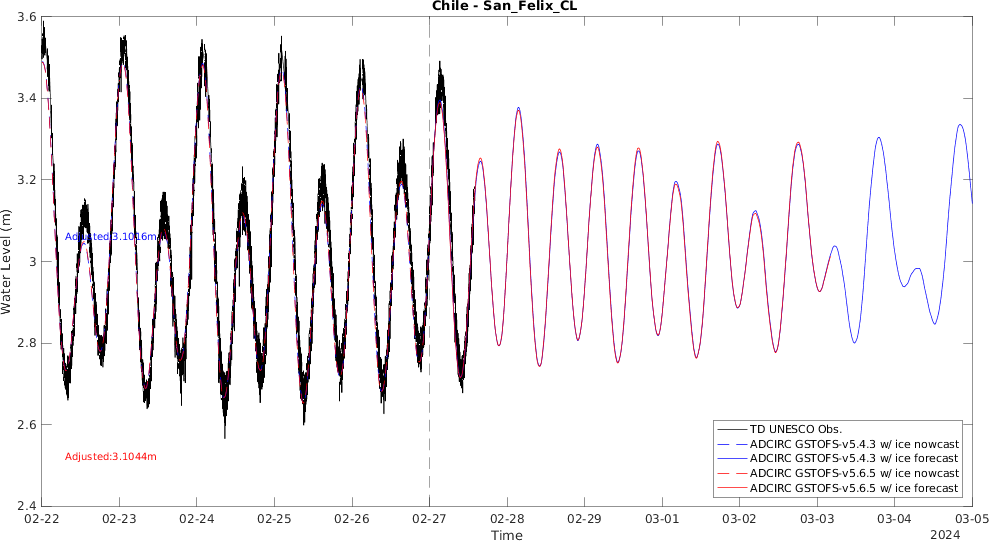 Chile - San_Felix_CL
3.6
3.4
3.2
3
2.8
2.6
2.4
Water Level (m)
Adjusted:3.1016m
Adjusted:3.1044m
TD UNESCO Obs.
ADCIRC GSTOFS-v5.4.3 w/ ice nowcast
ADCIRC GSTOFS-v5.4.3 w/ ice forecast
ADCIRC GSTOFS-v5.6.5 w/ ice nowcast
ADCIRC GSTOFS-v5.6.5 w/ ice forecast
02-22 02-23 02-24 02-25 02-26 02-27 02-28 02-29 03-01 03-02 03-03 03-04 03-05
Time
2024